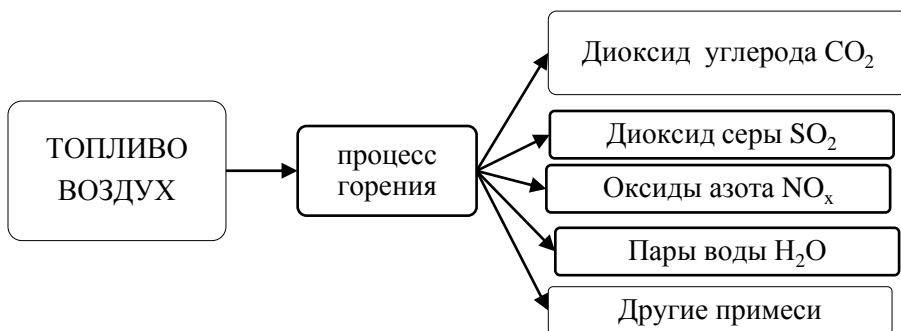 ТОПЛИВО
ВОЗДУХ
процесс
горения
Диоксид углерода CO₂
Диоксид серы SO₂
Оксиды азота NOₓ
Пары воды H₂O
Другие примеси